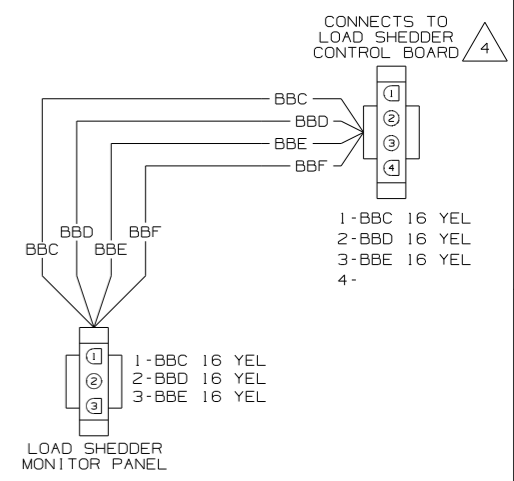 CONNECTS TO
LOAD SHEDDER
CONTROL BOARD 4
BBC
BBD
BBE
BBF
1
2
3
4
1-BBC 16 YEL
2-BBD 16 YEL
3-BBE 16 YEL
4-
BBC
BBD
BBE
BBF
1
2
3
1-BBC 16 YEL
2-BBD 16 YEL
3-BBE 16 YEL
LOAD SHEDDER
MONITOR PANEL